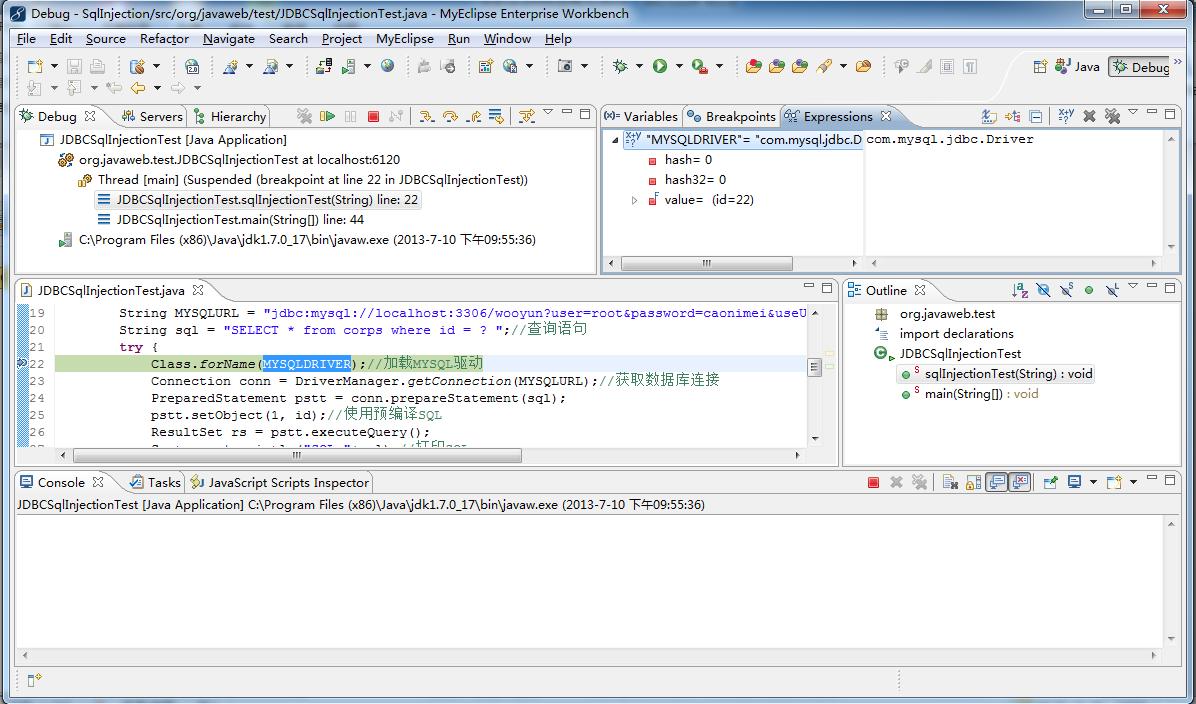 Debug - SqlInjection/src/org/javaweb/test/JDBCSqlInjectionTest.java - MyEclipse Enterprise Workbench
File Edit Source Refactor Navigate Search Project MyEclipse Run Window Help
Java Debug
Debug Servers Hierarchy
JDBCSqlInjectionTest [Java Application]
org.javaweb.test.JDBCSqlInjectionTest at localhost:6120
Thread [main] (Suspended (breakpoint at line 22 in JDBCSqlInjectionTest))
JDBCSqlInjectionTest.sqlInjectionTest(String) line: 22
JDBCSqlInjectionTest.main(String[]) line: 44
C:\Program Files (x86)\Java\jdk1.7.0_17\bin\javaw.exe (2013-7-10 下午09:55:36)
Variables Breakpoints Expressions
"MYSQLDRIVER"= "com.mysql.jdbc.D
hash= 0
hash32= 0
value= (id=22)
com.mysql.jdbc.Driver
JDBCSqlInjectionTest.java
19 String MYSQLURL = "jdbc:mysql://localhost:3306/wooyun?user=root&password=caonimei&useU
20 String sql = "SELECT * from corps where id = ? ";//查询语句
21 try {
22 Class.forName(MYSQLDRIVER);//加载MYSQL驱动
23 Connection conn = DriverManager.getConnection(MYSQLURL);//获取数据库连接
24 PreparedStatement pstt = conn.prepareStatement(sql);
25 pstt.setObject(1, id);//使用预编译SQL
26 ResultSet rs = pstt.executeQuery();
Outline
org.javaweb.test
import declarations
JDBCSqlInjectionTest
sqlInjectionTest(String) : void
main(String[]) : void
Console Tasks JavaScript Scripts Inspector
JDBCSqlInjectionTest [Java Application] C:\Program Files (x86)\Java\jdk1.7.0_17\bin\javaw.exe (2013-7-10 下午09:55:36)